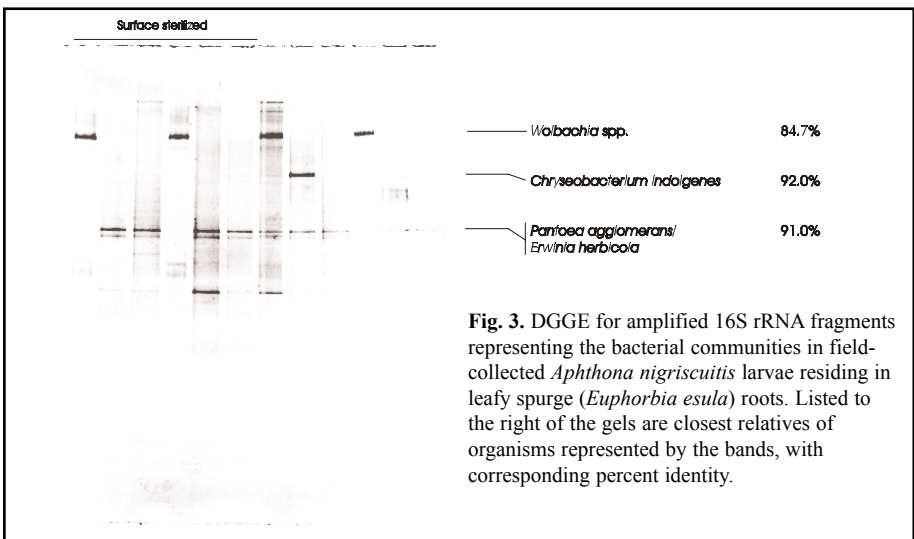 Surface sterilized
Wolbachia spp. 84.7%
Chryseobacterium indolgenes 92.0%
Pantoea agglomerans/ 91.0%
Erwinia herbicola
Fig. 3. DGGE for amplified 16S rRNA fragments
representing the bacterial communities in field-
collected Aphthona nigriscuitis larvae residing in
leafy spurge (Euphorbia esula) roots. Listed to
the right of the gels are closest relatives of
organisms represented by the bands, with
corresponding percent identity.